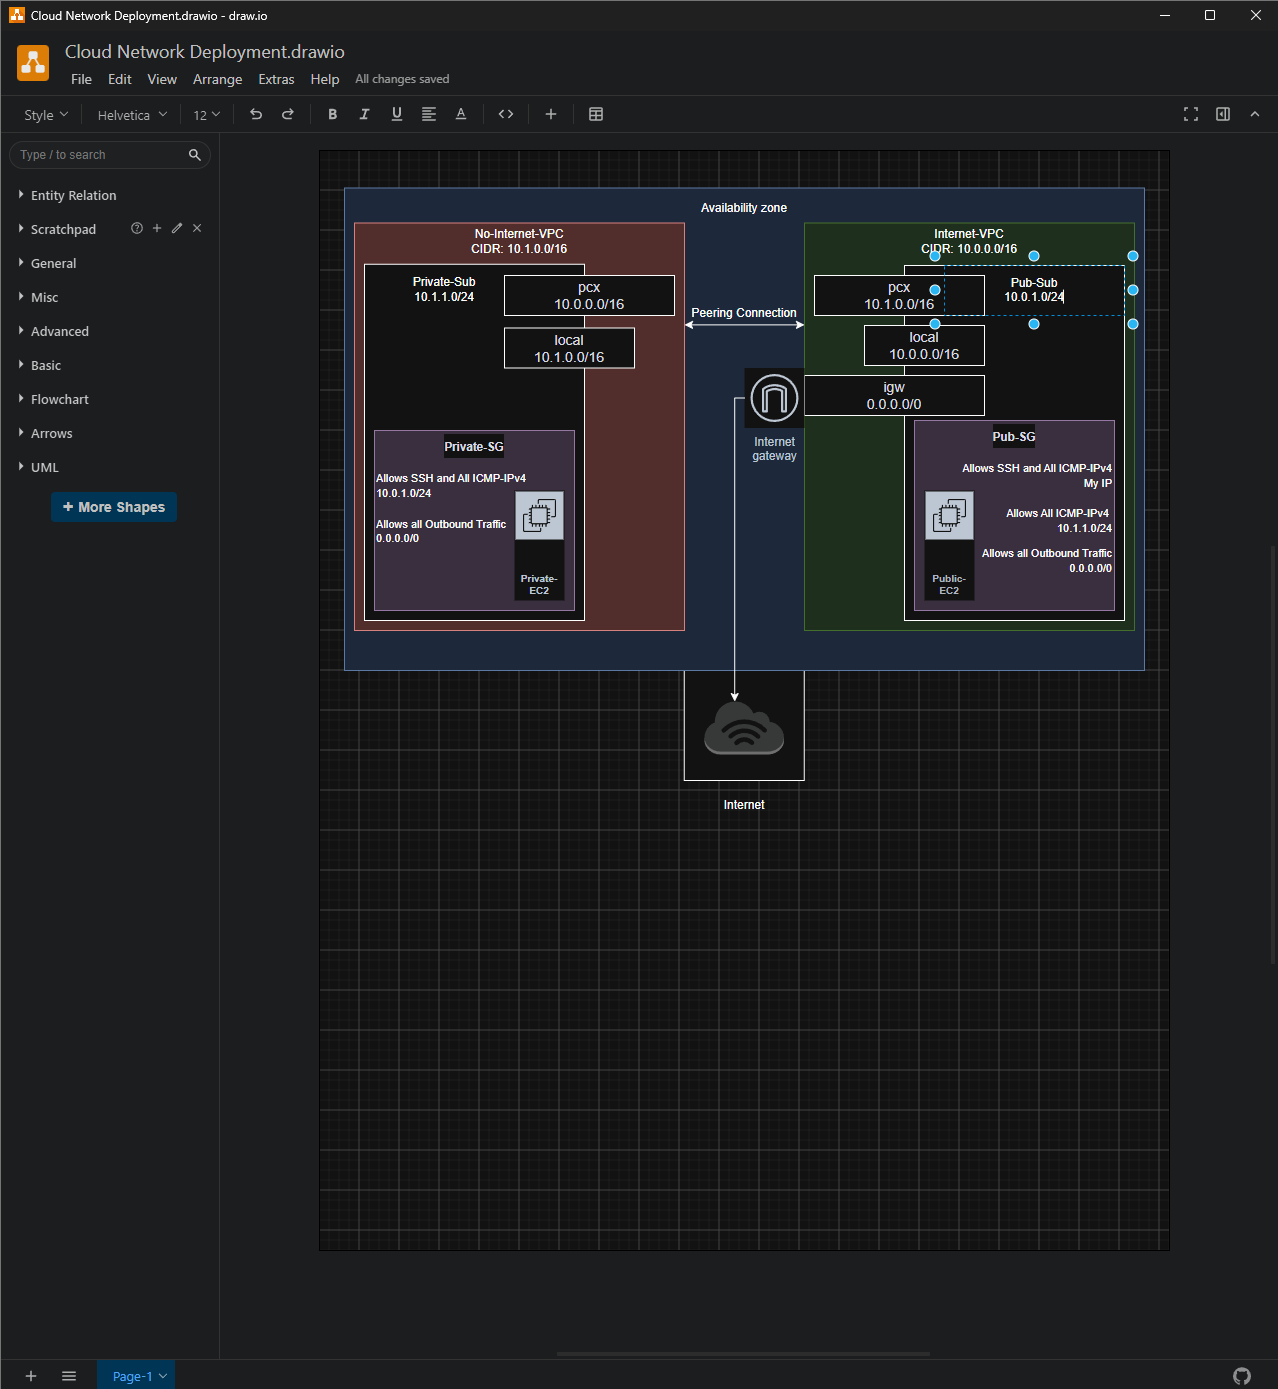 Cloud Network Deployment.drawio - draw.io
Cloud Network Deployment.drawio
File Edit View Arrange Extras Help All changes saved
Style Helvetica 12 B I U A
Type / to search
Entity Relation
Scratchpad
General
Misc
Advanced
Basic
Flowchart
Arrows
UML
+ More Shapes
Availability zone
No-Internet-VPC
CIDR: 10.1.0.0/16
Private-Sub
10.1.1.0/24
pcx
10.0.0.0/16
local
10.1.0.0/16
Private-SG
Allows SSH and All ICMP-IPv4
10.0.1.0/24
Allows all Outbound Traffic
0.0.0.0/0
Private-
EC2
Peering Connection
Internet
gateway
Internet-VPC
CIDR: 10.0.0.0/16
pcx
10.1.0.0/16
Pub-Sub
10.0.1.0/24
local
10.0.0.0/16
igw
0.0.0.0/0
Pub-SG
Allows SSH and All ICMP-IPv4
My IP
Allows All ICMP-IPv4
10.1.1.0/24
Allows all Outbound Traffic
0.0.0.0/0
Public-
EC2
Internet
Page-1